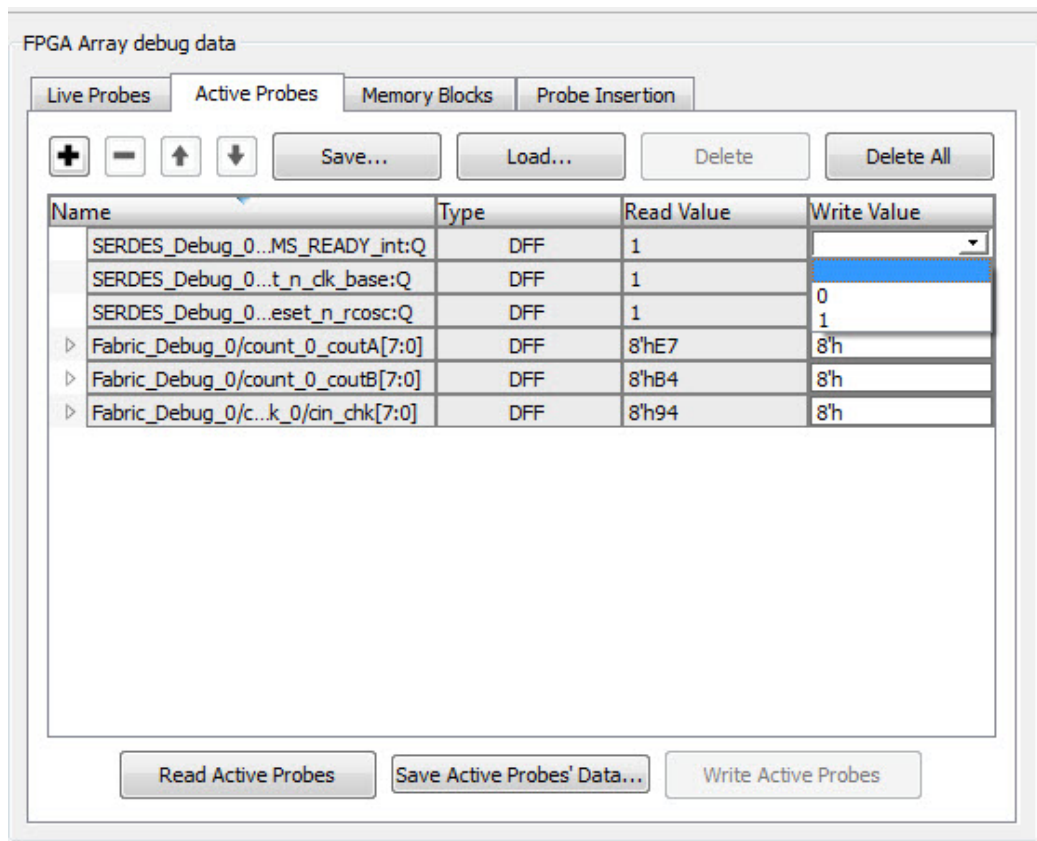 FPGA Array debug data
Live Probes Active Probes Memory Blocks Probe Insertion
Save... Load... Delete Delete All
Name Type Read Value Write Value
SERDES_Debug_0...MS_READY_int:Q DFF 1
SERDES_Debug_0...t_n_clk_base:Q DFF 1
0
SERDES_Debug_0...eset_n_rcosc:Q DFF 1
1
Fabric_Debug_0/count_0_coutA[7:0] DFF 8'hE7 8'h
Fabric_Debug_0/count_0_coutB[7:0] DFF 8'hB4 8'h
Fabric_Debug_0/c...k_0/cin_chk[7:0] DFF 8'h94 8'h
Read Active Probes Save Active Probes' Data... Write Active Probes